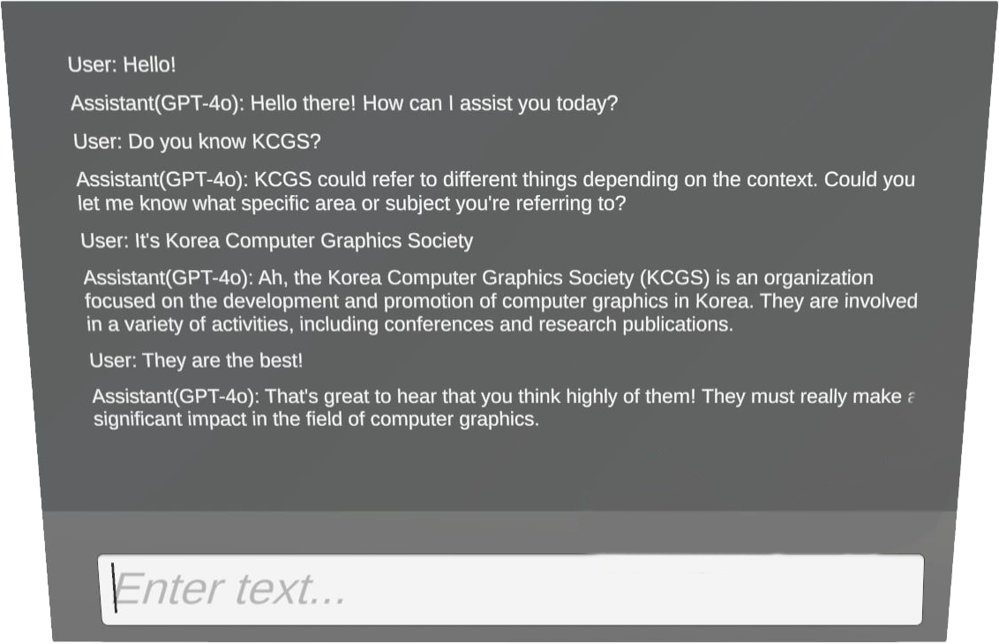 User: Hello!
Assistant(GPT-4o): Hello there! How can I assist you today?
User: Do you know KCGS?
Assistant(GPT-4o): KCGS could refer to different things depending on the context. Could you
let me know what specific area or subject you're referring to?
User: It's Korea Computer Graphics Society
Assistant(GPT-4o): Ah, the Korea Computer Graphics Society (KCGS) is an organization
focused on the development and promotion of computer graphics in Korea. They are involved
in a variety of activities, including conferences and research publications.
User: They are the best!
Assistant(GPT-4o): That's great to hear that you think highly of them! They must really make a
significant impact in the field of computer graphics.
Enter text...